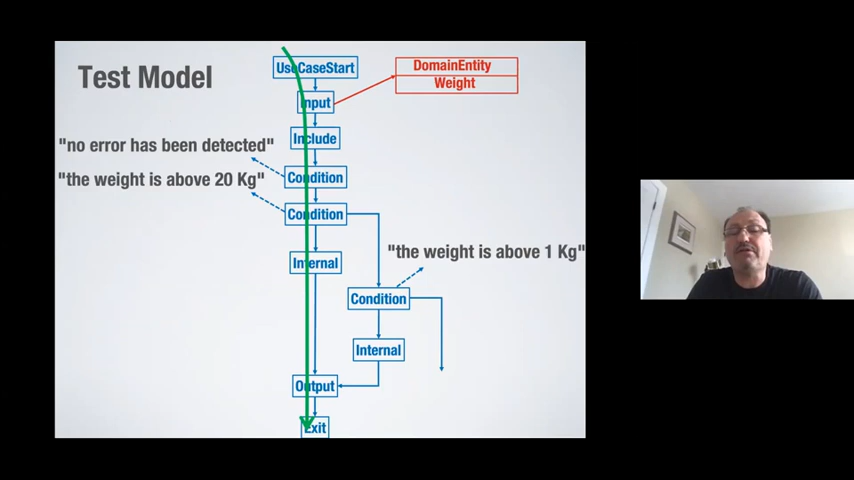 Test Model
UseCaseStart
DomainEntity
Weight
Input
Include
"no error has been detected"
Condition
"the weight is above 20 Kg"
Condition
Internal
"the weight is above 1 Kg"
Condition
Internal
Output
Exit